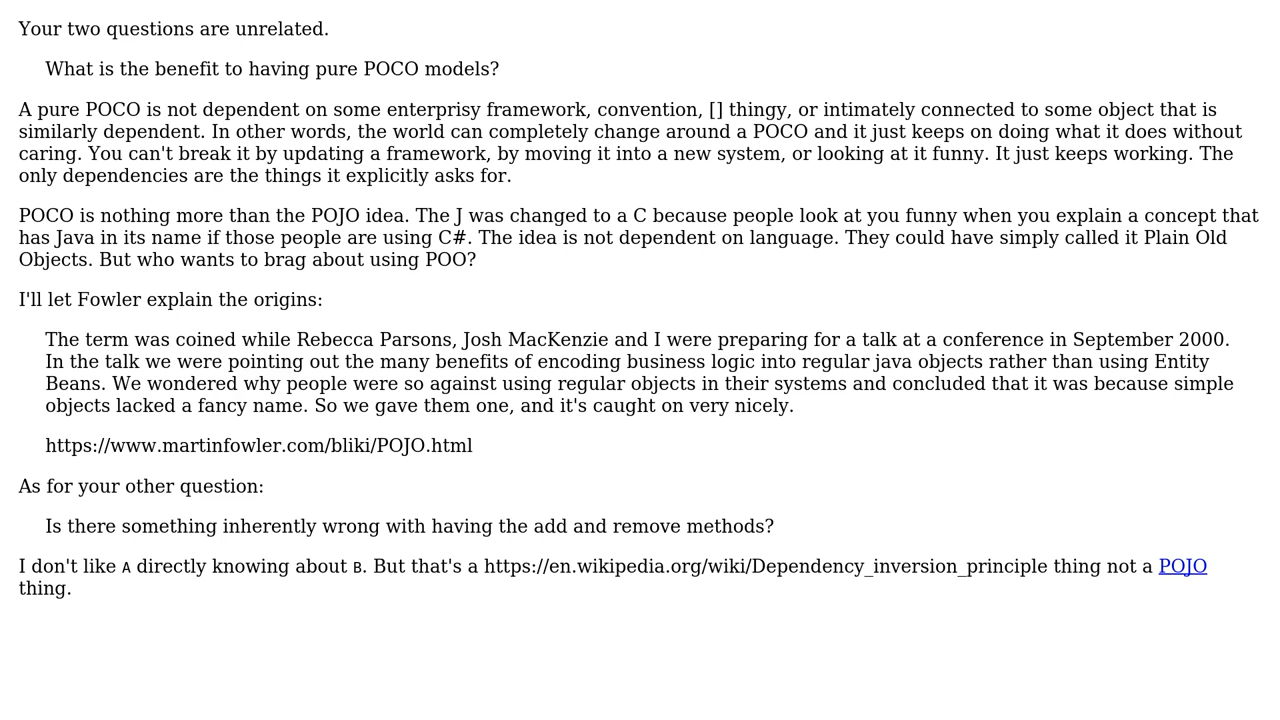 Your two questions are unrelated.
What is the benefit to having pure POCO models?
A pure POCO is not dependent on some enterprisy framework, convention, [] thingy, or intimately connected to some object that is
similarly dependent. In other words, the world can completely change around a POCO and it just keeps on doing what it does without
caring. You can't break it by updating a framework, by moving it into a new system, or looking at it funny. It just keeps working. The
only dependencies are the things it explicitly asks for.
POCO is nothing more than the POJO idea. The J was changed to a C because people look at you funny when you explain a concept that
has Java in its name if those people are using C#. The idea is not dependent on language. They could have simply called it Plain Old
Objects. But who wants to brag about using POO?
I'll let Fowler explain the origins:
The term was coined while Rebecca Parsons, Josh MacKenzie and I were preparing for a talk at a conference in September 2000.
In the talk we were pointing out the many benefits of encoding business logic into regular java objects rather than using Entity
Beans. We wondered why people were so against using regular objects in their systems and concluded that it was because simple
objects lacked a fancy name. So we gave them one, and it's caught on very nicely.
https://www.martinfowler.com/bliki/POJO.html
As for your other question:
Is there something inherently wrong with having the add and remove methods?
I don't like A directly knowing about B. But that's a https://en.wikipedia.org/wiki/Dependency_inversion_principle thing not a POJO
thing.